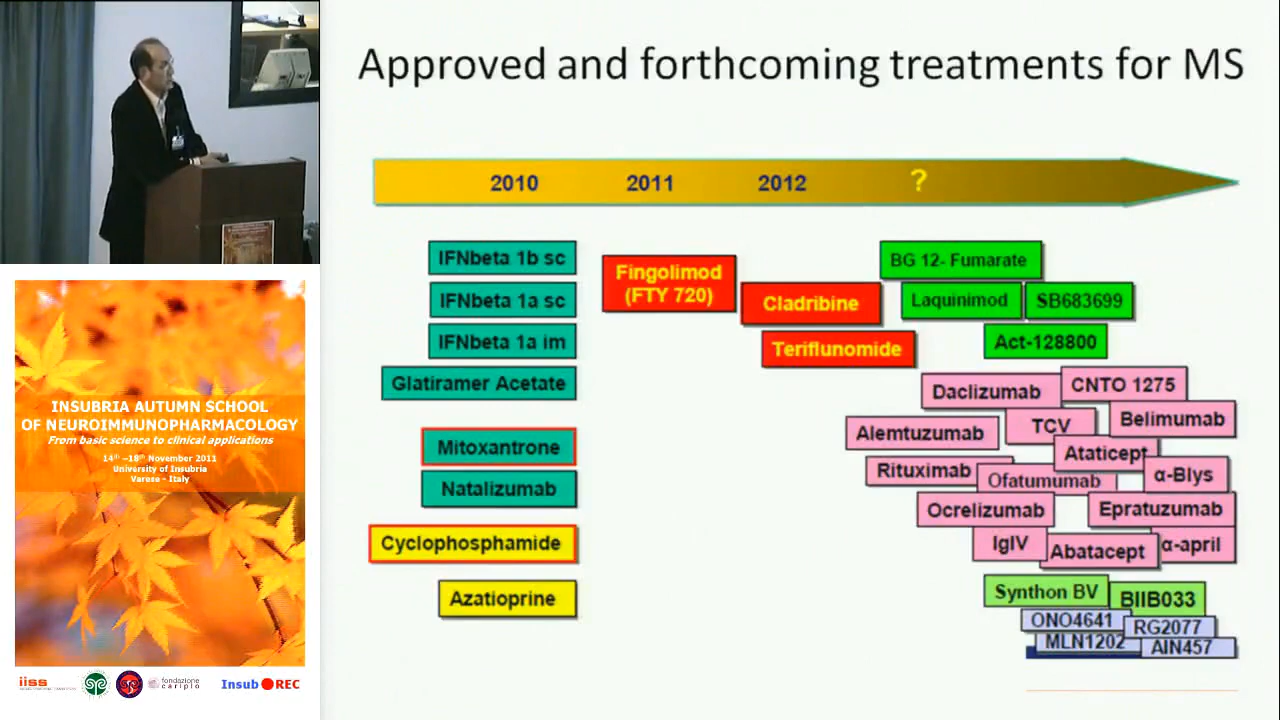 Approved and forthcoming treatments for MS
2010 2011 2012 ?
IFNbeta 1b sc
IFNbeta 1a sc
IFNbeta 1a im
Glatiramer Acetate
Mitoxantrone
Natalizumab
Cyclophosphamide
Azatioprine
Fingolimod
(FTY 720)
Cladribine
Teriflunomide
BG 12- Fumarate
Laquinimod
SB683699
Act-128800
Daclizumab
CNTO 1275
Alemtuzumab
TCV
Belimumab
Ataticept
Rituximab
Ofatumumab
α-Blys
Ocrelizumab
Epratuzumab
IgIV
Abatacept
α-april
Synthon BV
BIIB033
ONO4641
RG2077
MLN1202
AIN457
INSUBRIA AUTUMN SCHOOL
OF NEUROIMMUNOPHARMACOLOGY
From basic science to clinical applications
14th –18th November 2011
University of Insubria
Varese - Italy
iiss
fondazione
cariplo
Insub REC